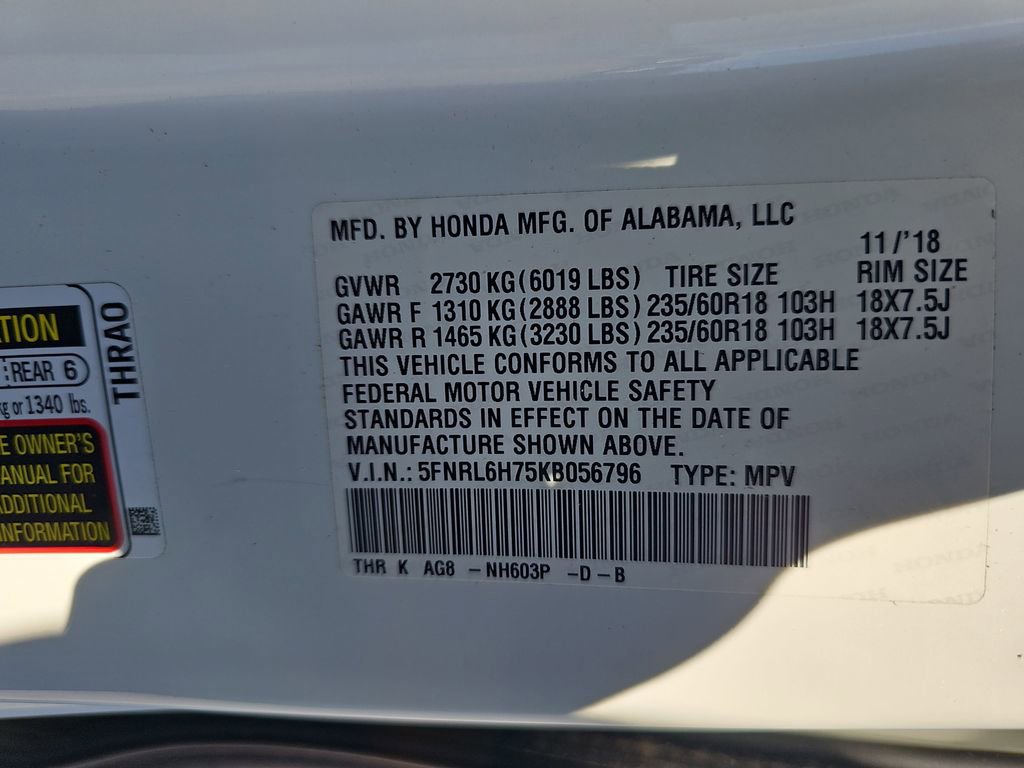 MFD. BY HONDA MFG. OF ALABAMA, LLC
11/'18
GVWR 2730 KG(6019 LBS) TIRE SIZE RIM SIZE
GAWR F 1310 KG(2888 LBS) 235/60R18 103H 18X7.5J
GAWR R 1465 KG(3230 LBS) 235/60R18 103H 18X7.5J
THIS VEHICLE CONFORMS TO ALL APPLICABLE
FEDERAL MOTOR VEHICLE SAFETY
STANDARDS IN EFFECT ON THE DATE OF
MANUFACTURE SHOWN ABOVE.
V.I.N.: 5FNRL6H75KB056796 TYPE: MPV
THR K AG8 -NH603P -D-B
ATION
: REAR 6
kg or 1340 lbs.
E OWNER'S
ANUAL FOR
ADDITIONAL
INFORMATION
THRAO